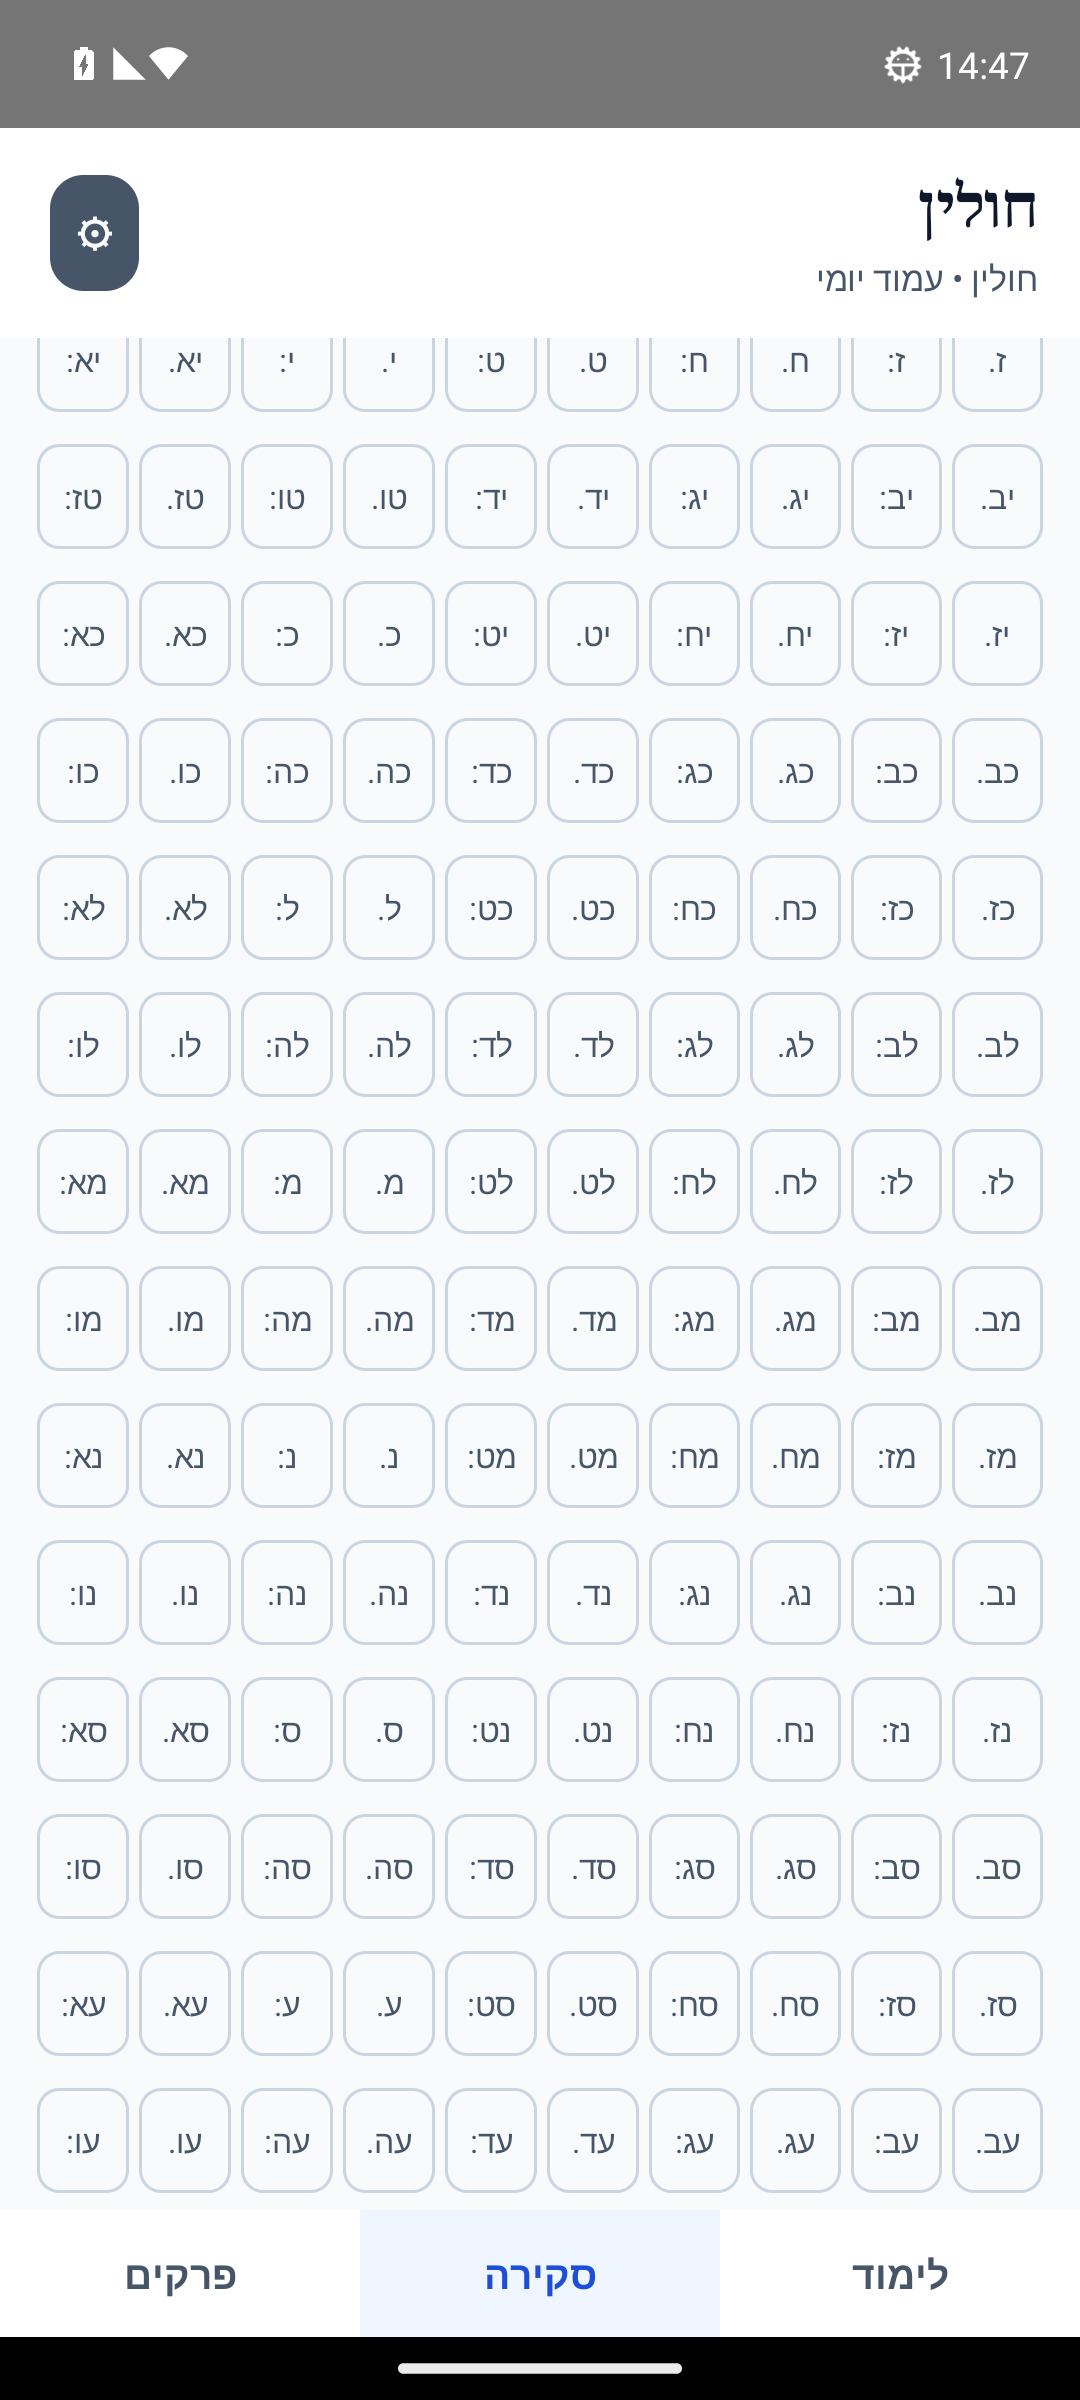 14:47
חולין
חולין • עמוד יומי
ז. ז: ח. ח: ט. ט: י. י: יא. יא:
יב. יב: יג. יג: יד. יד: טו. טו: טז. טז:
יז. יז: יח. יח: יט. יט: כ. כ: כא. כא:
כב. כב: כג. כג: כד. כד: כה. כה: כו. כו:
כז. כז: כח. כח: כט. כט: ל. ל: לא. לא:
לב. לב: לג. לג: לד. לד: לה. לה: לו. לו:
לז. לז: לח. לח: לט. לט: מ. מ: מא. מא:
מב. מב: מג. מג: מד. מד: מה. מה: מו. מו:
מז. מז: מח. מח: מט. מט: נ. נ: נא. נא:
נב. נב: נג. נג: נד. נד: נה. נה: נו. נו:
נז. נז: נח. נח: נט. נט: ס. ס: סא. סא:
סב. סב: סג. סג: סד. סד: סה. סה: סו. סו:
סז. סז: סח. סח: סט. סט: ע. ע: עא. עא:
עב. עב: עג. עג: עד. עד: עה. עה: עו. עו:
לימוד סקירה פרקים